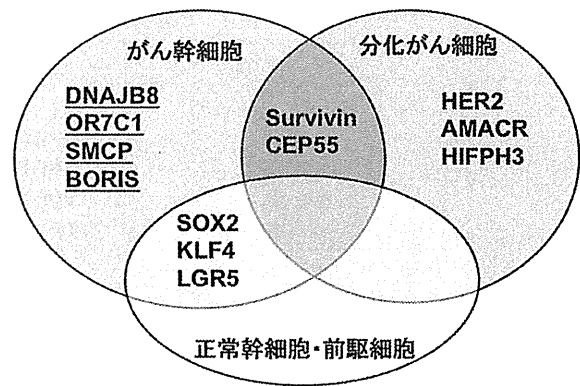 がん幹細胞
分化がん細胞
DNAJB8
OR7C1
SMCP
BORIS
Survivin
CEP55
HER2
AMACR
HIFPH3
SOX2
KLF4
LGR5
正常幹細胞・前駆細胞